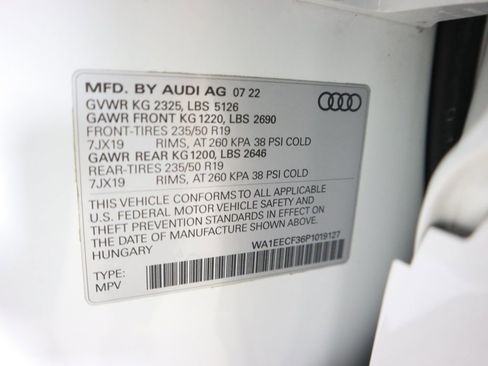 MFD. BY AUDI AG 07 22
GVWR KG 2325, LBS 5126
GAWR FRONT KG 1220, LBS 2690
FRONT-TIRES 235/50 R19
7JX19 RIMS, AT 260 KPA 38 PSI COLD
GAWR REAR KG 1200, LBS 2646
REAR-TIRES 235/50 R19
7JX19 RIMS, AT 260 KPA 38 PSI COLD
THIS VEHICLE CONFORMS TO ALL APPLICABLE
U.S. FEDERAL MOTOR VEHICLE SAFETY AND
THEFT PREVENTION STANDARDS IN EFFECT ON
THE DATE OF MANUFACTURE SHOWN ABOVE.
HUNGARY
WA1EECF36P1019127
TYPE:
MPV